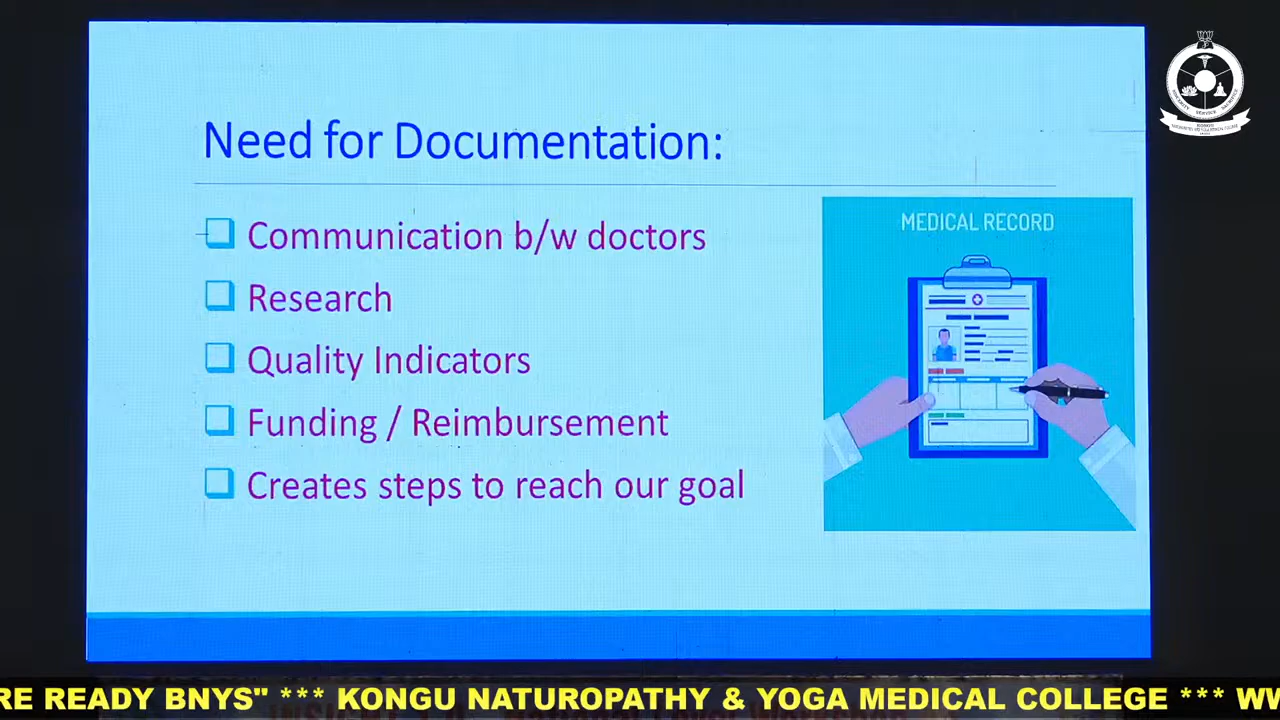 Need for Documentation:
Communication b/w doctors
Research
Quality Indicators
Funding / Reimbursement
Creates steps to reach our goal
MEDICAL RECORD
RE READY BNYS" *** KONGU NATUROPATHY & YOGA MEDICAL COLLEGE *** WW